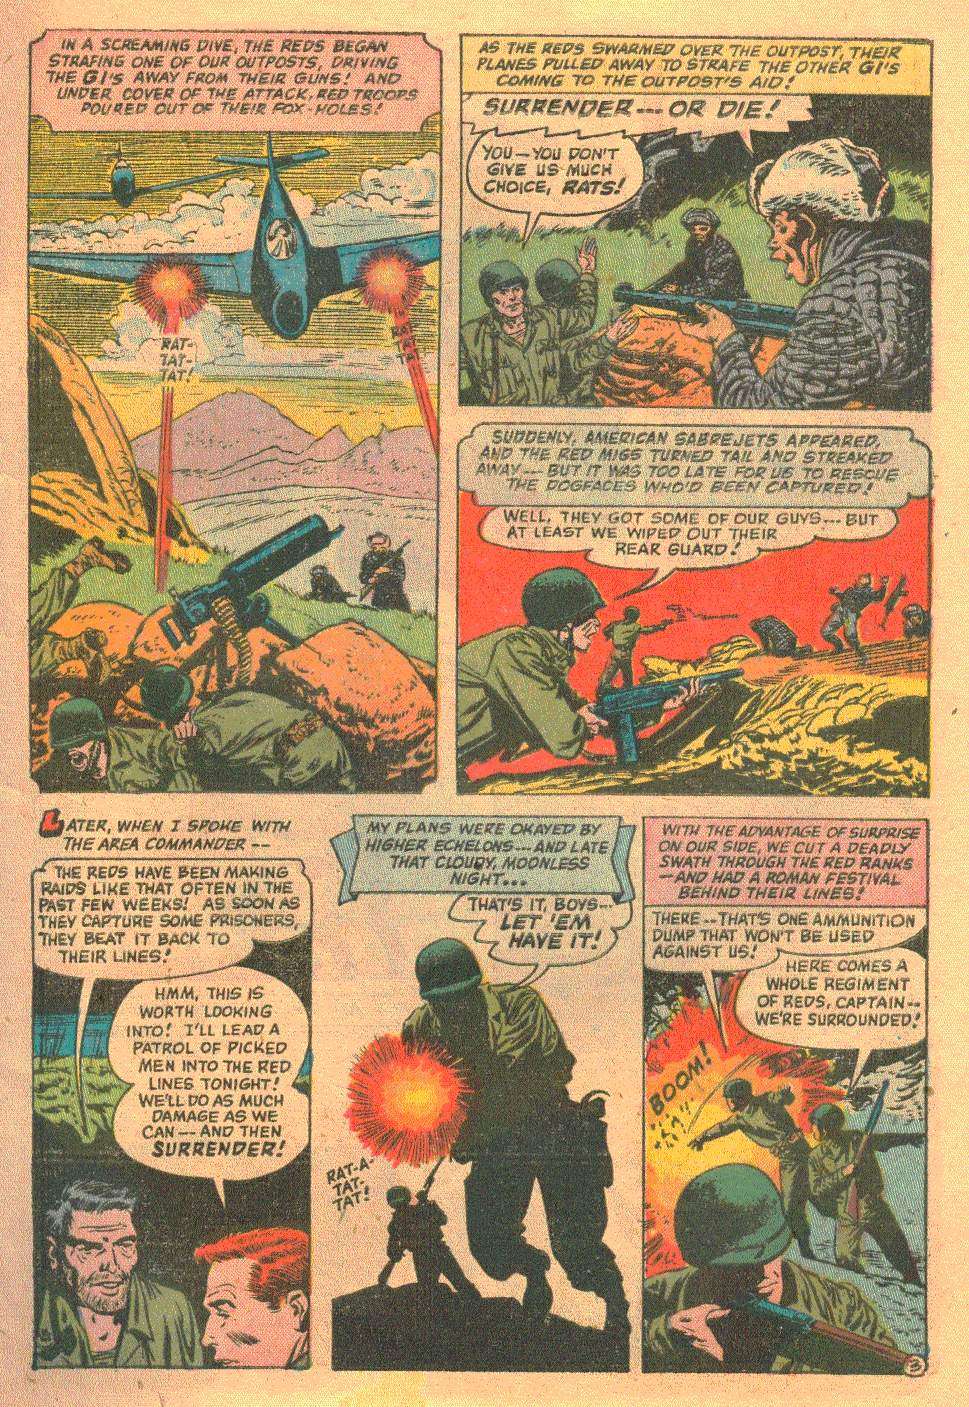 IN A SCREAMING DIVE, THE REDS BEGAN
STRAFING ONE OF OUR OUTPOSTS, DRIVING
THE GI'S AWAY FROM THEIR GUNS! AND
UNDER COVER OF THE ATTACK, RED TROOPS
POURED OUT OF THEIR FOX-HOLES!
RAT-
TAT-
TAT!
RAT-
TA
T
AS THE REDS SWARMED OVER THE OUTPOST, THEIR
PLANES PULLED AWAY TO STRAFE THE OTHER GI'S
COMING TO THE OUTPOST'S AID!
SURRENDER--- OR DIE!
YOU-- YOU DON'T
GIVE US MUCH
CHOICE, RATS!
SUDDENLY, AMERICAN SABREJETS APPEARED,
AND THE RED MIGS TURNED TAIL AND STREAKED
AWAY-- BUT IT WAS TOO LATE FOR US TO RESCUE
THE DOGFACES WHO'D BEEN CAPTURED!
WELL, THEY GOT SOME OF OUR GUYS--- BUT
AT LEAST WE WIPED OUT THEIR
REAR GUARD!
LATER, WHEN I SPOKE WITH
THE AREA COMMANDER --
THE REDS HAVE BEEN MAKING
RAIDS LIKE THAT OFTEN IN THE
PAST FEW WEEKS! AS SOON AS
THEY CAPTURE SOME PRISONERS,
THEY BEAT IT BACK TO
THEIR LINES!
HMM, THIS IS
WORTH LOOKING
INTO! I'LL LEAD A
PATROL OF PICKED
MEN INTO THE RED
LINES TONIGHT!
WE'LL DO AS MUCH
DAMAGE AS WE
CAN-- AND THEN
SURRENDER!
MY PLANS WERE OKAYED BY
HIGHER ECHELONS--- AND LATE
THAT CLOUDY, MOONLESS
NIGHT...
THAT'S IT, BOYS--
LET 'EM
HAVE IT!
RAT-A-
TAT-
TAT!
WITH THE ADVANTAGE OF SURPRISE
ON OUR SIDE, WE CUT A DEADLY
SWATH THROUGH THE RED RANKS
--AND HAD A ROMAN FESTIVAL
BEHIND THEIR LINES!
THERE--THAT'S ONE AMMUNITION
DUMP THAT WON'T BE USED
AGAINST US!
HERE COMES A
WHOLE REGIMENT
OF REDS, CAPTAIN--
WE'RE SURROUNDED!
BOOM!
3